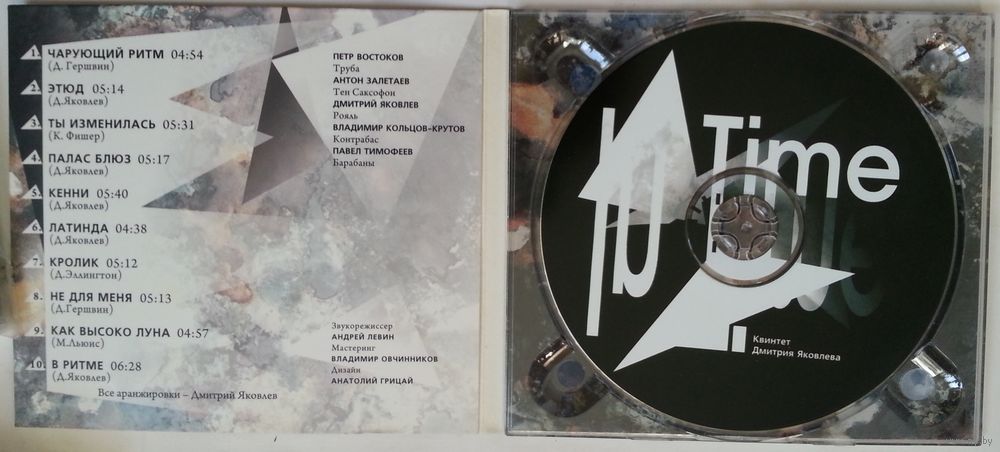 1. ЧАРУЮЩИЙ РИТМ 04:54
(Д. Гершвин)
2. ЭТЮД 05:14
(Д.Яковлев)
3. ТЫ ИЗМЕНИЛАСЬ 05:31
(К. Фишер)
4. ПАЛАС БЛЮЗ 05:17
(Д.Яковлев)
5. КЕННИ 05:40
(Д.Яковлев)
6. ЛАТИНДА 04:38
(Д.Яковлев)
7. КРОЛИК 05:12
(Д.Эллингтон)
8. НЕ ДЛЯ МЕНЯ 05:13
(Д.Гершвин)
9. КАК ВЫСОКО ЛУНА 04:57
(М.Льюис)
10. В РИТМЕ 06:28
(Д.Яковлев)
Все аранжировки – Дмитрий Яковлев
ПЕТР ВОСТОКОВ
Труба
АНТОН ЗАЛЕТАЕВ
Тен Саксофон
ДМИТРИЙ ЯКОВЛЕВ
Рояль
ВЛАДИМИР КОЛЬЦОВ-КРУТОВ
Контрабас
ПАВЕЛ ТИМОФЕЕВ
Барабаны
Звукорежиссер
АНДРЕЙ ЛЕВИН
Мастеринг
ВЛАДИМИР ОВЧИННИКОВ
Дизайн
АНАТОЛИЙ ГРИЦАЙ
Time
Квинтет
Дмитрия Яковлева